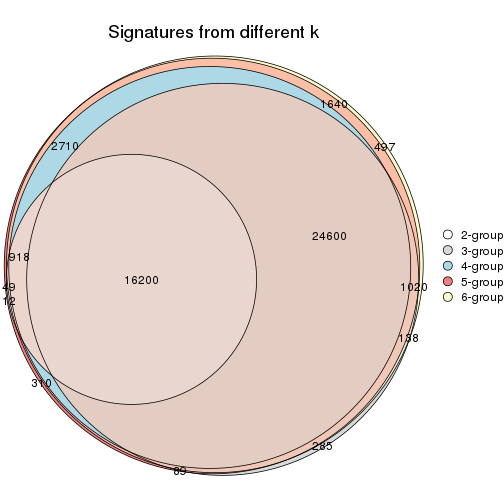 Signatures from different k
1640
2710
497
24600
918
16200
49
1020
12
138
310
285
89
2-group
3-group
4-group
5-group
6-group